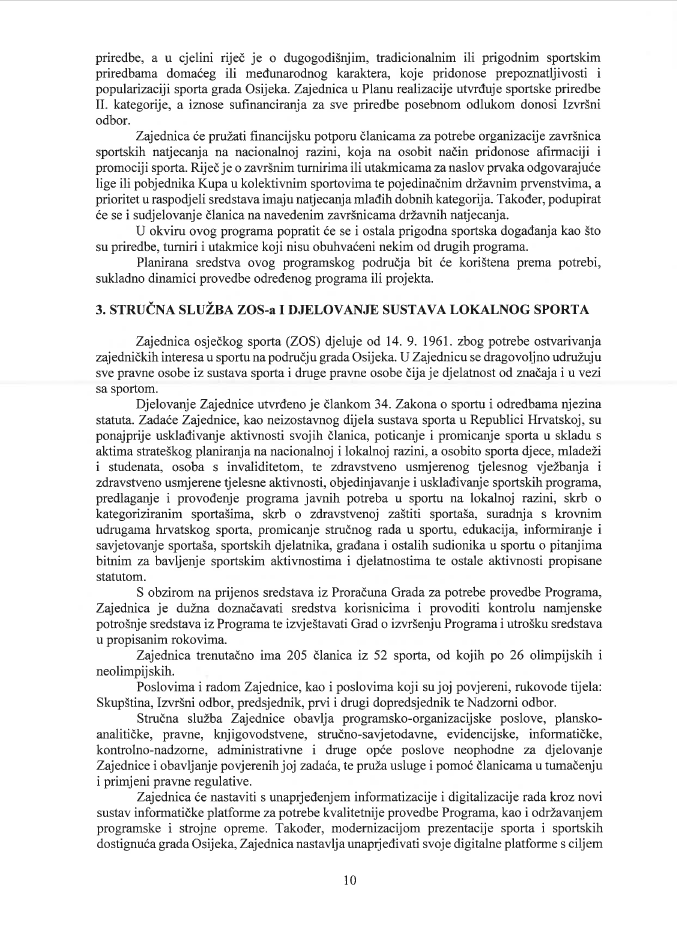 priredbe, a u cjelini riječ je o dugogodišnjim, tradicionalnim ili prigodnim sportskim
priredbama domaćeg ili međunarodnog karaktera, koje pridonose prepoznatljivosti i
popularizaciji sporta grada Osijeka. Zajednica u Planu realizacije utvrđuje sportske priredbe
II. kategorije, a iznose sufinanciranja za sve priredbe posebnom odlukom donosi Izvršni
odbor.
Zajednica će pružati financijsku potporu članicama za potrebe organizacije završnica
sportskih natjecanja na nacionalnoj razini, koja na osobit način pridonose afirmaciji i
promociji sporta. Riječ je o završnim turnirima ili utakmicama za naslov prvaka odgovarajuće
lige ili pobjednika Kupa u kolektivnim sportovima te pojedinačnim državnim prvenstvima, a
prioritet u raspodjeli sredstava imaju natjecanja mlađih dobnih kategorija. Također, podupirat
će se i sudjelovanje članica na navedenim završnicama državnih natjecanja.
U okviru ovog programa popratit će se i ostala prigodna sportska događanja kao što
su priredbe, turniri i utakmice koji nisu obuhvaćeni nekim od drugih programa.
Planirana sredstva ovog programskog područja bit će korištena prema potrebi,
sukladno dinamici provedbe određenog programa ili projekta.
3. STRUČNA SLUŽBA ZOS-a I DJELOVANJE SUSTAVA LOKALNOG SPORTA
Zajednica osječkog sporta (ZOS) djeluje od 14. 9. 1961. zbog potrebe ostvarivanja
zajedničkih interesa u sportu na području grada Osijeka. U Zajednicu se dragovoljno udružuju
sve pravne osobe iz sustava sporta i druge pravne osobe čija je djelatnost od značaja i u vezi
sa sportom.
Djelovanje Zajednice utvrđeno je člankom 34. Zakona o sportu i odredbama njezina
statuta. Zadaće Zajednice, kao neizostavnog dijela sustava sporta u Republici Hrvatskoj, su
ponajprije usklađivanje aktivnosti svojih članica, poticanje i promicanje sporta u skladu s
aktima strateškog planiranja na nacionalnoj i lokalnoj razini, a osobito sporta djece, mladeži
i studenata, osoba s invaliditetom, te zdravstveno usmjerenog tjelesnog vježbanja i
zdravstveno usmjerene tjelesne aktivnosti, objedinjavanje i usklađivanje sportskih programa,
predlaganje i provođenje programa javnih potreba u sportu na lokalnoj razini, skrb o
kategoriziranim sportašima, skrb o zdravstvenoj zaštiti sportaša, suradnja s krovnim
udrugama hrvatskog sporta, promicanje stručnog rada u sportu, edukacija, informiranje i
savjetovanje sportaša, sportskih djelatnika, građana i ostalih sudionika u sportu o pitanjima
bitnim za bavljenje sportskim aktivnostima i djelatnostima te ostale aktivnosti propisane
statutom.
S obzirom na prijenos sredstava iz Proračuna Grada za potrebe provedbe Programa,
Zajednica je dužna doznačavati sredstva korisnicima i provoditi kontrolu namjenske
potrošnje sredstava iz Programa te izvještavati Grad o izvršenju Programa i utrošku sredstava
u propisanim rokovima.
Zajednica trenutačno ima 205 članica iz 52 sporta, od kojih po 26 olimpijskih i
neolimpijskih.
Poslovima i radom Zajednice, kao i poslovima koji su joj povjereni, rukovode tijela:
Skupština, Izvršni odbor, predsjednik, prvi i drugi dopredsjednik te Nadzorni odbor.
Stručna služba Zajednice obavlja programsko-organizacijske poslove, plansko-
analitičke, pravne, knjigovodstvene, stručno-savjetodavne, evidencijske, informatičke,
kontrolno-nadzorne, administrativne i druge opće poslove neophodne za djelovanje
Zajednice i obavljanje povjerenih joj zadaća, te pruža usluge i pomoć članicama u tumačenju
i primjeni pravne regulative.
Zajednica će nastaviti s unaprjeđenjem informatizacije i digitalizacije rada kroz novi
sustav informatičke platforme za potrebe kvalitetnije provedbe Programa, kao i održavanjem
programske i strojne opreme. Također, modernizacijom prezentacije sporta i sportskih
dostignuća grada Osijeka, Zajednica nastavlja unaprjeđivati svoje digitalne platforme s ciljem
10